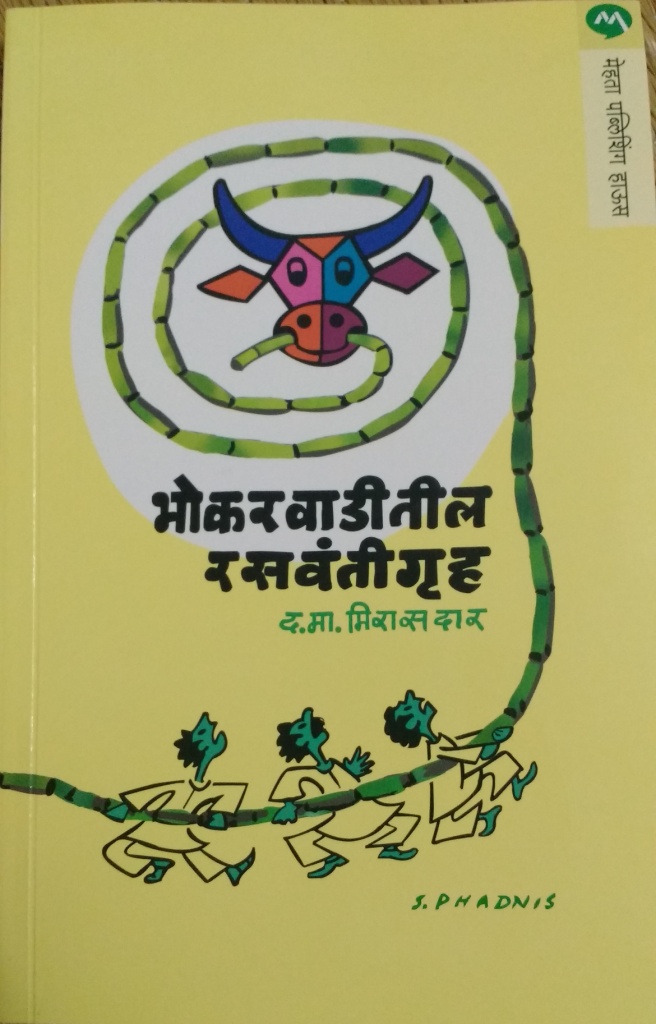 मेहता पब्लिशिंग हाऊस
भोकरवाडीतील
रसवंतीगृह
द.मा. मिरासदार
S. PHADNIS